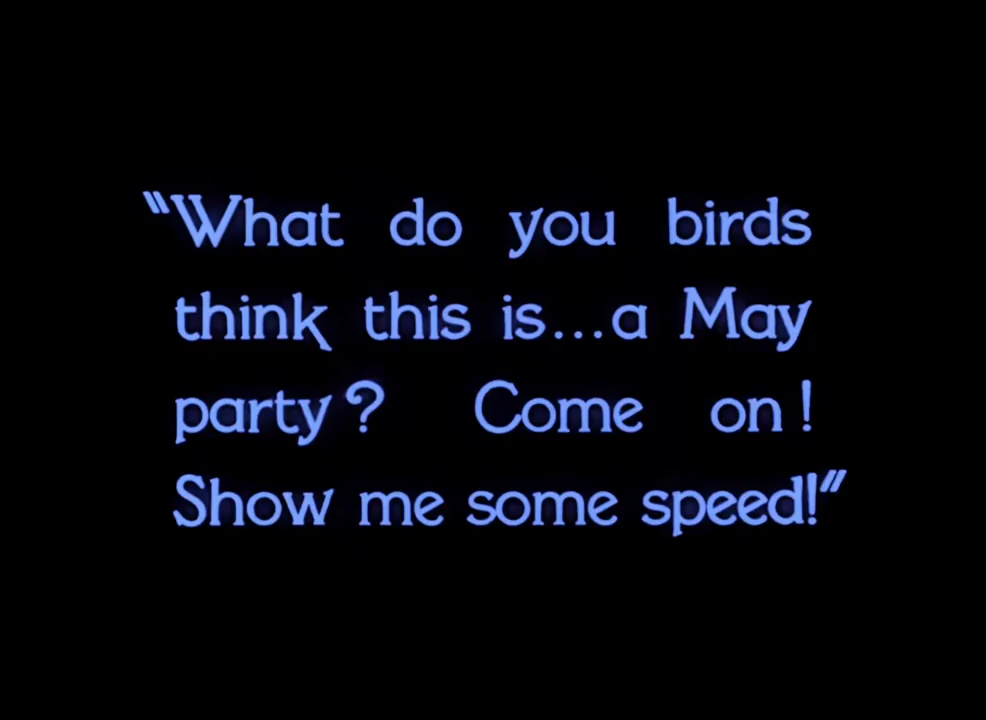 “What do you birds
think this is...a May
party? Come on!
Show me some speed!”